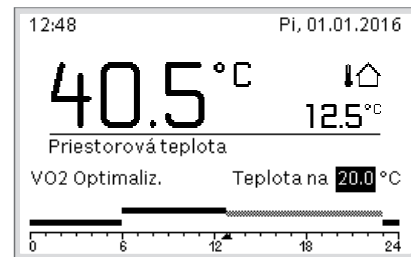 12:48 Pi, 01.01.2016
40.5°C
12.5°C
Priestorová teplota
VO2 Optimaliz. Teplota na 20.0 °C
0 6 12 18 24